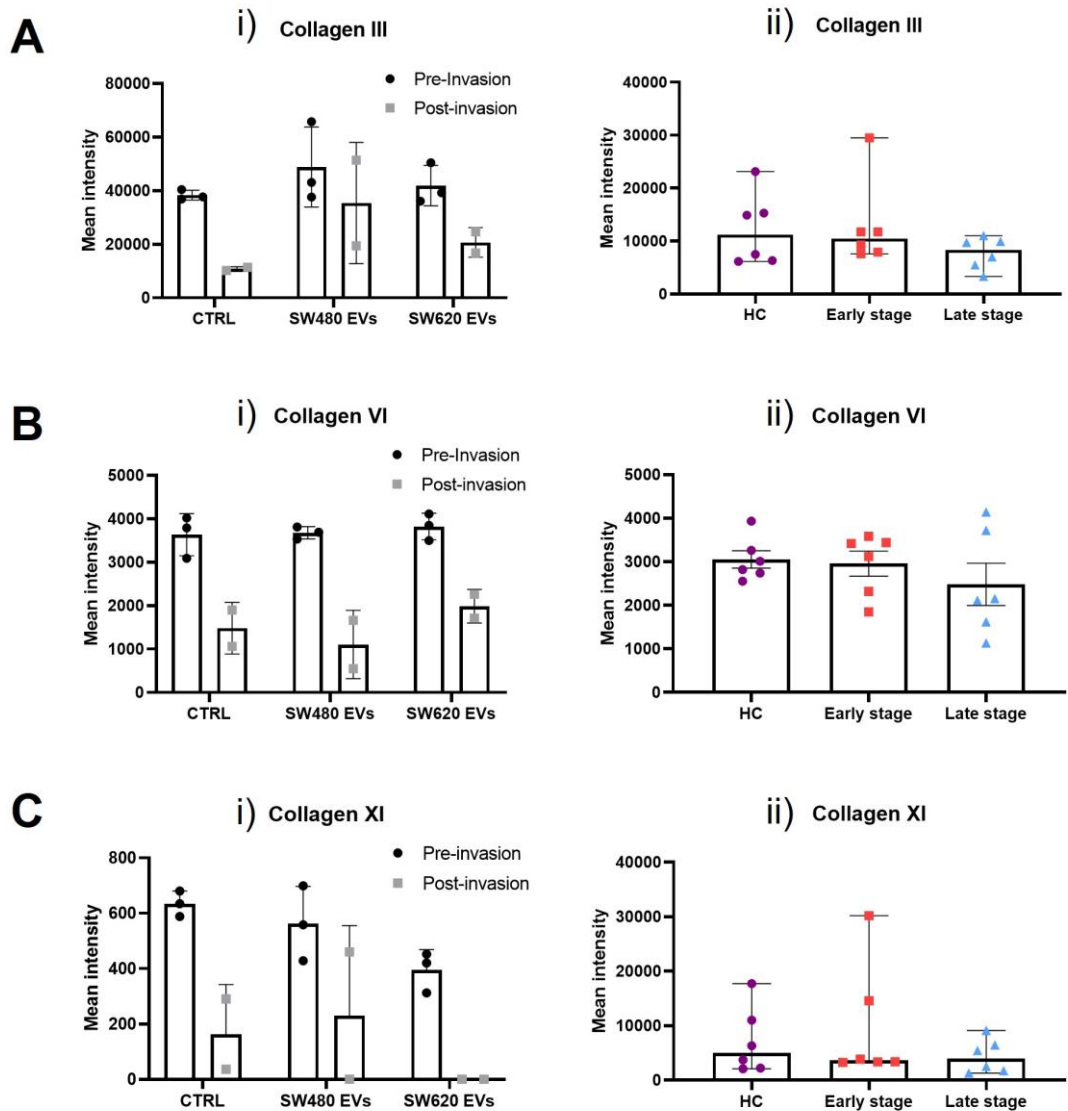 A
i) Collagen III
Pre-Invasion
Post-invasion
Mean intensity
80000
60000
40000
20000
0
CTRL
SW480 EVs
SW620 EVs
ii) Collagen III
Mean intensity
40000
30000
20000
10000
0
HC
Early stage
Late stage
B
i) Collagen VI
Pre-Invasion
Post-invasion
Mean intensity
5000
4000
3000
2000
1000
0
CTRL
SW480 EVs
SW620 EVs
ii) Collagen VI
Mean intensity
5000
4000
3000
2000
1000
0
HC
Early stage
Late stage
C
i) Collagen XI
Pre-invasion
Post-invasion
Mean intensity
800
600
400
200
0
CTRL
SW480 EVs
SW620 EVs
ii) Collagen XI
Mean intensity
40000
30000
20000
10000
0
HC
Early stage
Late stage